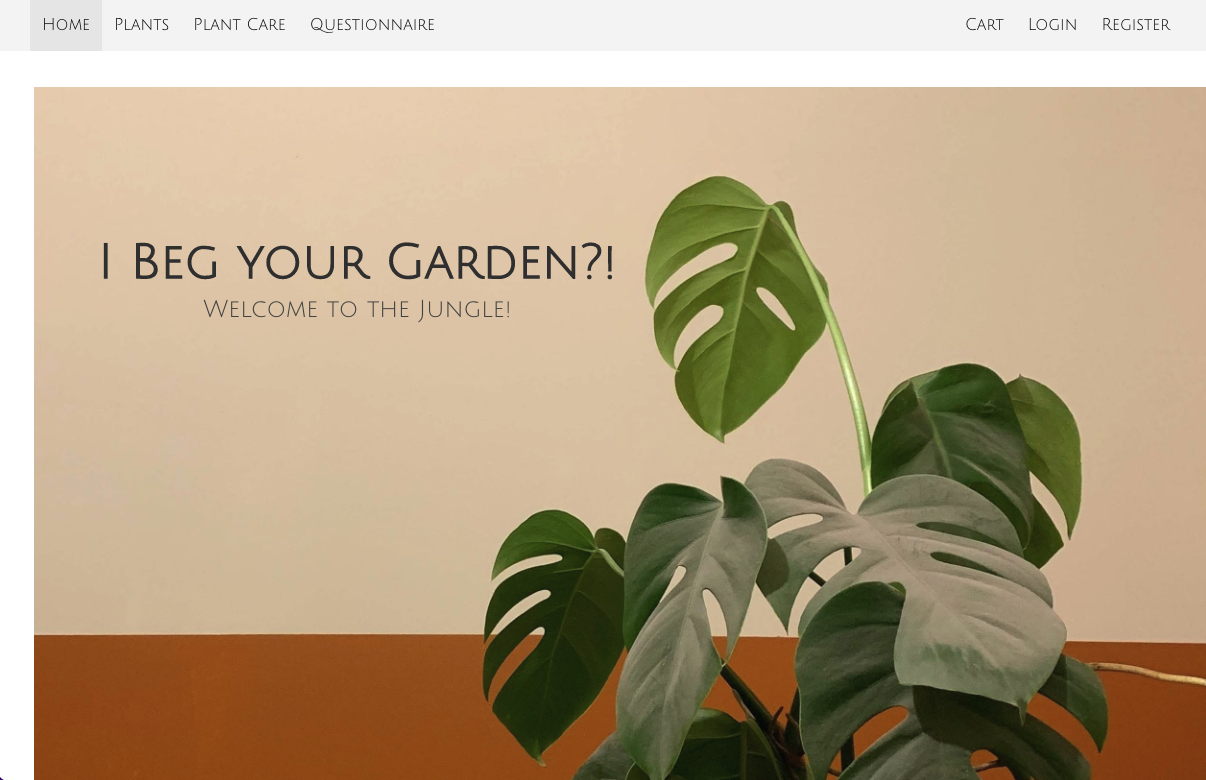 Home Plants Plant Care Questionnaire Cart Login Register
I Beg your Garden?!
Welcome to the Jungle!